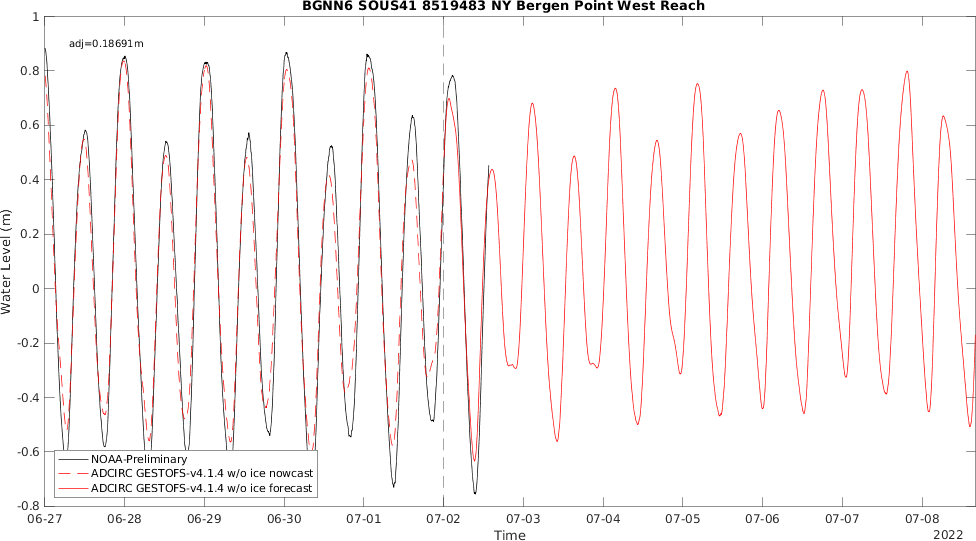 BGNN6 SOUS41 8519483 NY Bergen Point West Reach
adj=0.18691m
1
0.8
0.6
0.4
0.2
0
-0.2
-0.4
-0.6
-0.8
Water Level (m)
NOAA-Preliminary
ADCIRC GESTOFS-v4.1.4 w/o ice nowcast
ADCIRC GESTOFS-v4.1.4 w/o ice forecast
06-27 06-28 06-29 06-30 07-01 07-02 07-03 07-04 07-05 07-06 07-07 07-08
Time
2022